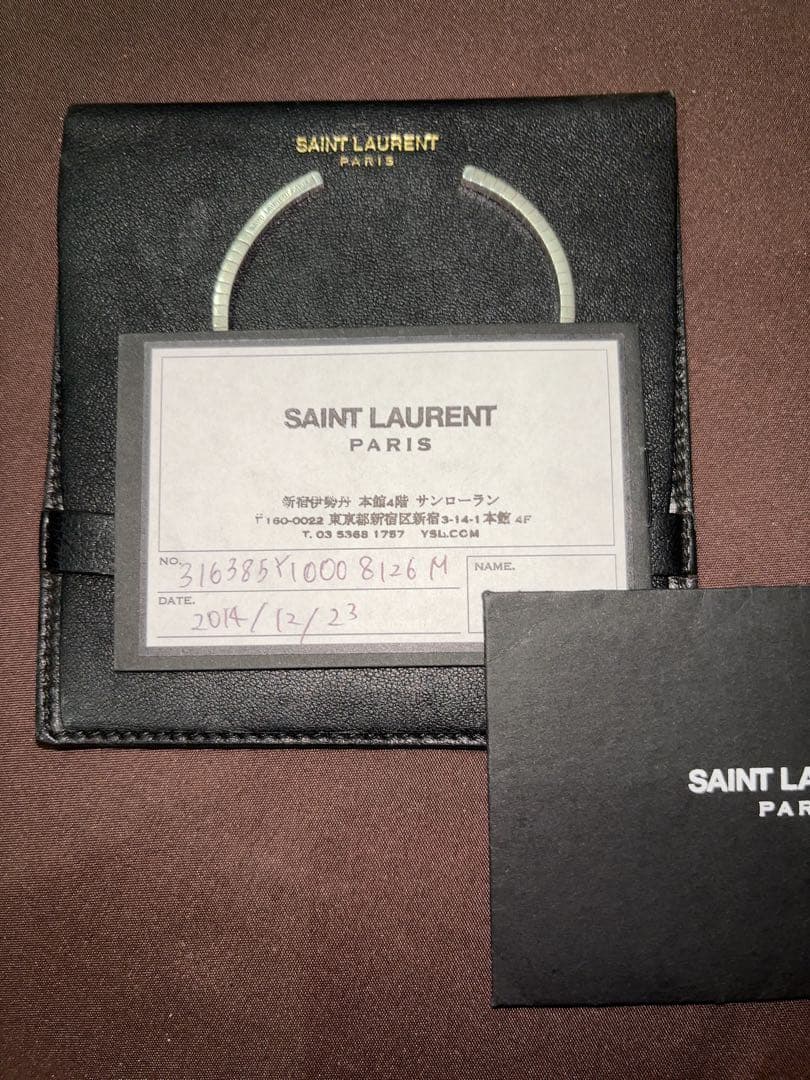 SAINT LAURENT
PARIS
SAINT LAURENT
PARIS
新宿伊勢丹 本館4階 サンローラン
〒160-0022 東京都新宿区新宿3-14-1本館 4F
T. 03 5368 1757 YSL.COM
NO. 316385Y1000 8126 M
NAME.
DATE. 2014/12/23
SAINT LA
PAR